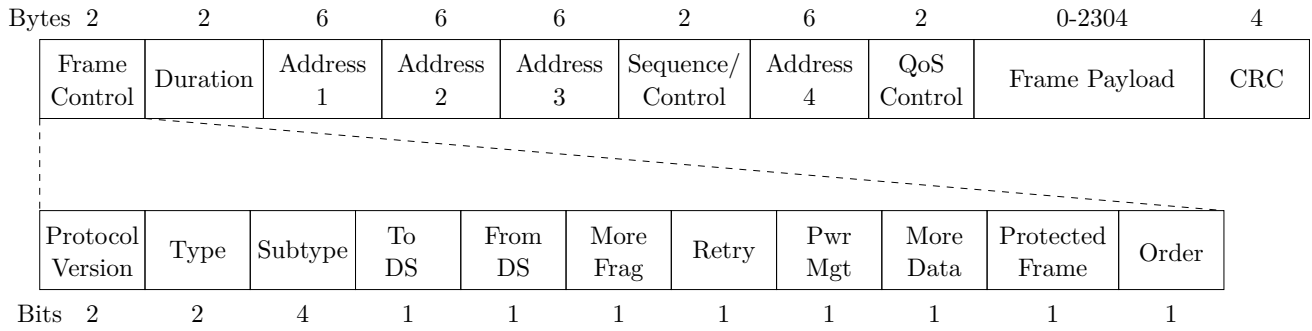 Bytes 2 2 6 6 6 2 6 2 0-2304 4
Frame Control Duration Address 1 Address 2 Address 3 Sequence/ Control Address 4 QoS Control Frame Payload CRC
Protocol Version Type Subtype To DS From DS More Frag Retry Pwr Mgt More Data Protected Frame Order
Bits 2 2 4 1 1 1 1 1 1 1 1